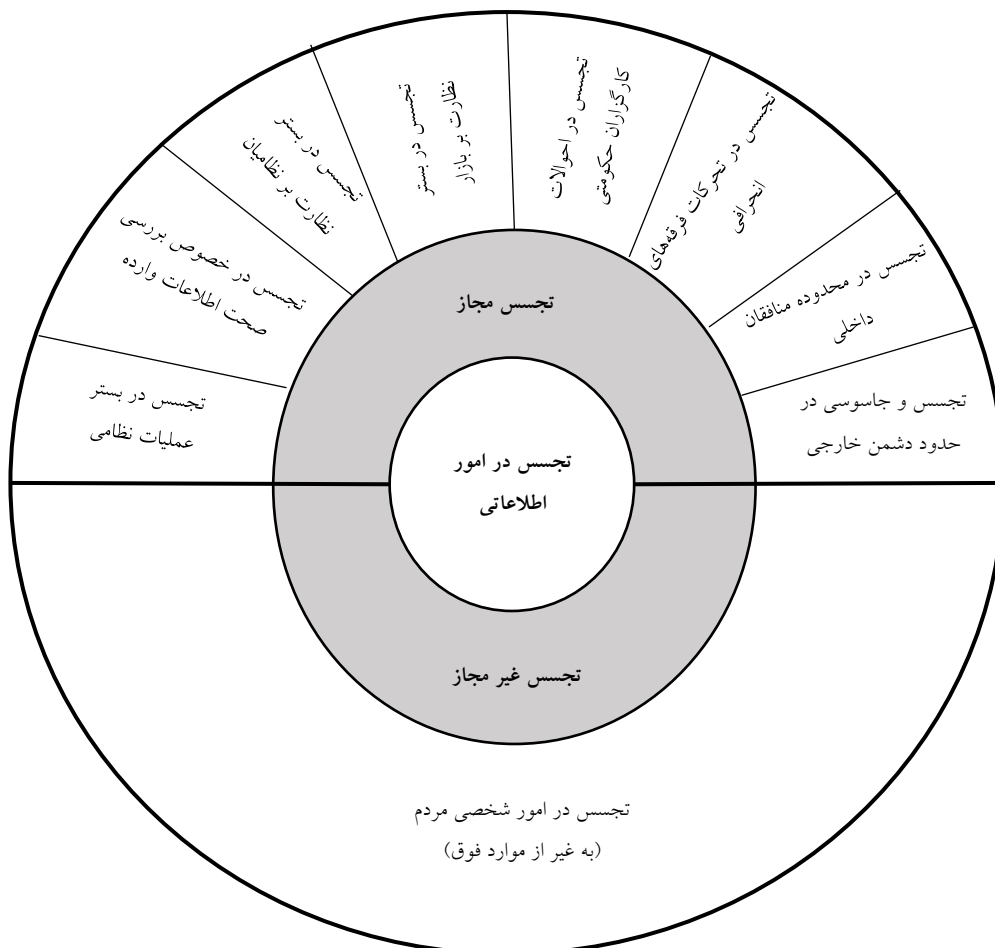 تجسس در امور
اطلاعاتی
تجسس مجاز
تجسس و جاسوسی در
حدود دشمن خارجی
تجسس در محدوده منافقان
داخلی
تجسس در تحرکات فرقه‌های
انحرافی
تجسس در احوالات
کارگزاران حکومتی
تجسس در بستر
نظارت بر بازار
تجسس در بستر
نظارت بر نظامیان
تجسس در خصوص بررسی
صحت اطلاعات وارده
تجسس در بستر
عملیات نظامی
تجسس غیر مجاز
تجسس در امور شخصی مردم
(به غیر از موارد فوق)